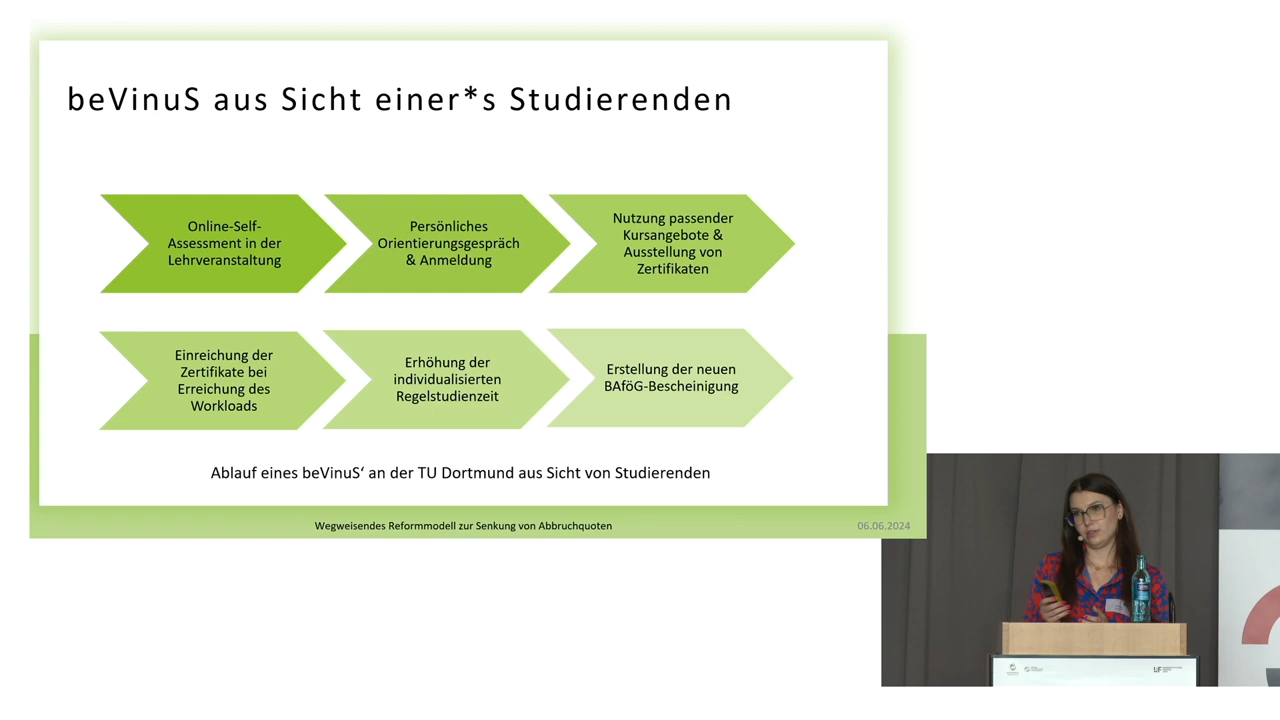 beVinuS aus Sicht einer*s Studierenden
Online-Self-
Assessment in der
Lehrveranstaltung
Persönliches
Orientierungsgespräch
& Anmeldung
Nutzung passender
Kursangebote &
Ausstellung von
Zertifikaten
Einreichung der
Zertifikate bei
Erreichung des
Workloads
Erhöhung der
individualisierten
Regelstudienzeit
Erstellung der neuen
BAföG-Bescheinigung
Ablauf eines beVinuS‘ an der TU Dortmund aus Sicht von Studierenden
Wegweisendes Reformmodell zur Senkung von Abbruchquoten
06.06.2024